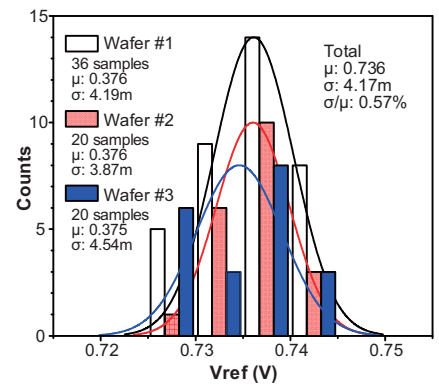 15
10
5
0
Counts
Wafer #1
36 samples
μ: 0.376
σ: 4.19m
Wafer #2
20 samples
μ: 0.376
σ: 3.87m
Wafer #3
20 samples
μ: 0.375
σ: 4.54m
Total
μ: 0.736
σ: 4.17m
σ/μ: 0.57%
0.72 0.73 0.74 0.75
Vref (V)